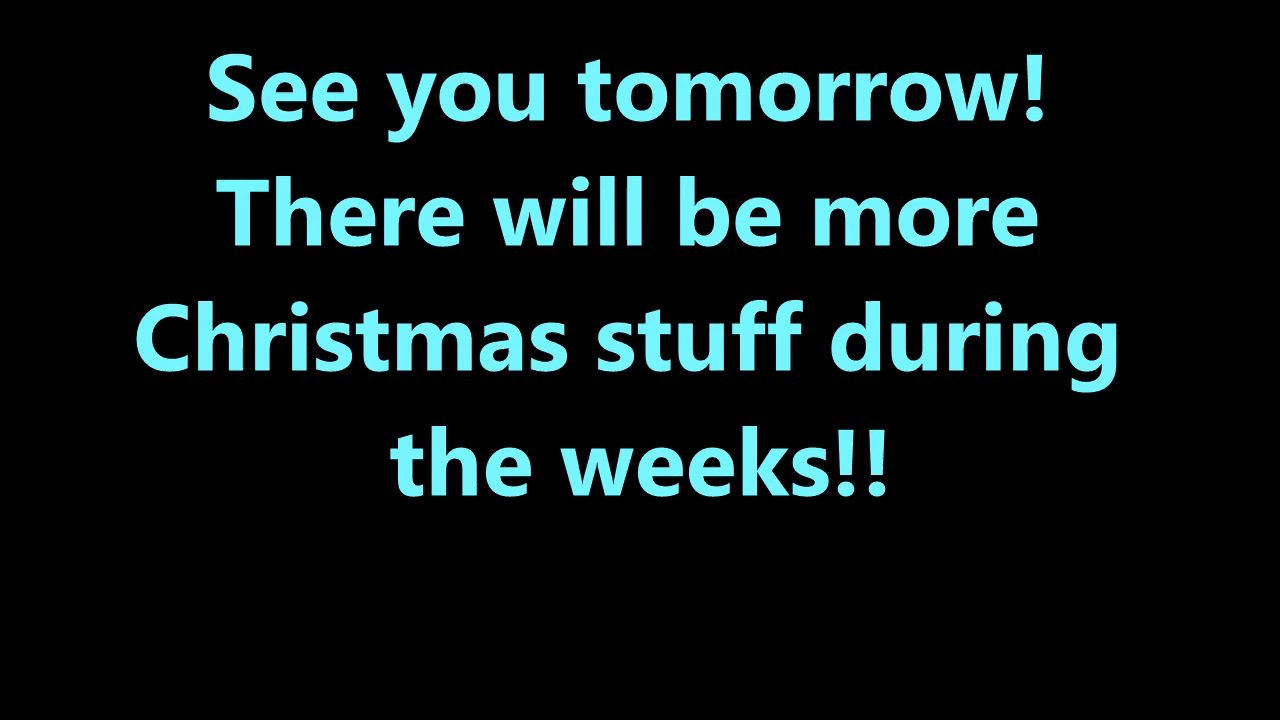 See you tomorrow!
There will be more
Christmas stuff during
the weeks!!